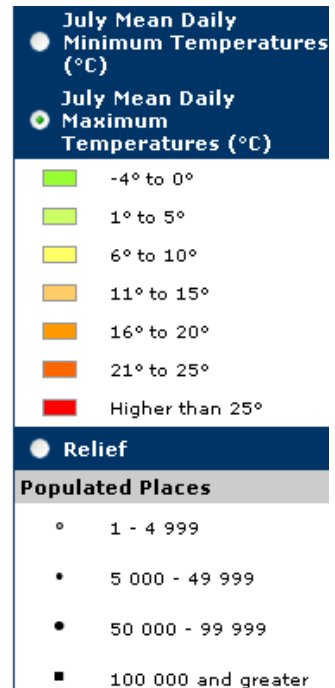 July Mean Daily
Minimum Temperatures
(°C)
July Mean Daily
Maximum
Temperatures (°C)
-4° to 0°
1° to 5°
6° to 10°
11° to 15°
16° to 20°
21° to 25°
Higher than 25°
Relief
Populated Places
1 - 4 999
5 000 - 49 999
50 000 - 99 999
100 000 and greater